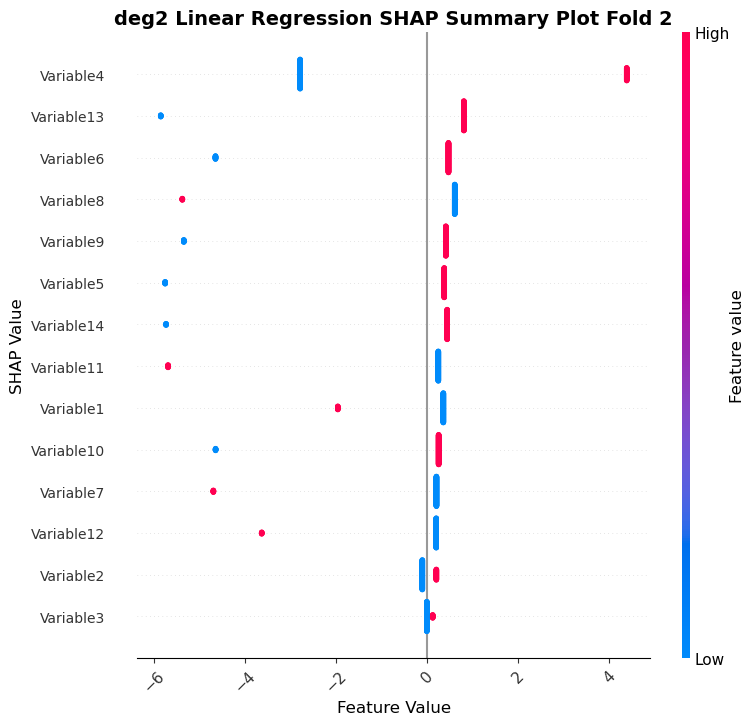 deg2 Linear Regression SHAP Summary Plot Fold 2
High
Variable4
Variable13
Variable6
Variable8
Variable9
Variable5
Variable14
Variable11
Variable1
Variable10
Variable7
Variable12
Variable2
Variable3
SHAP Value
Feature value
Low
−6 −4 −2 0 2 4
Feature Value